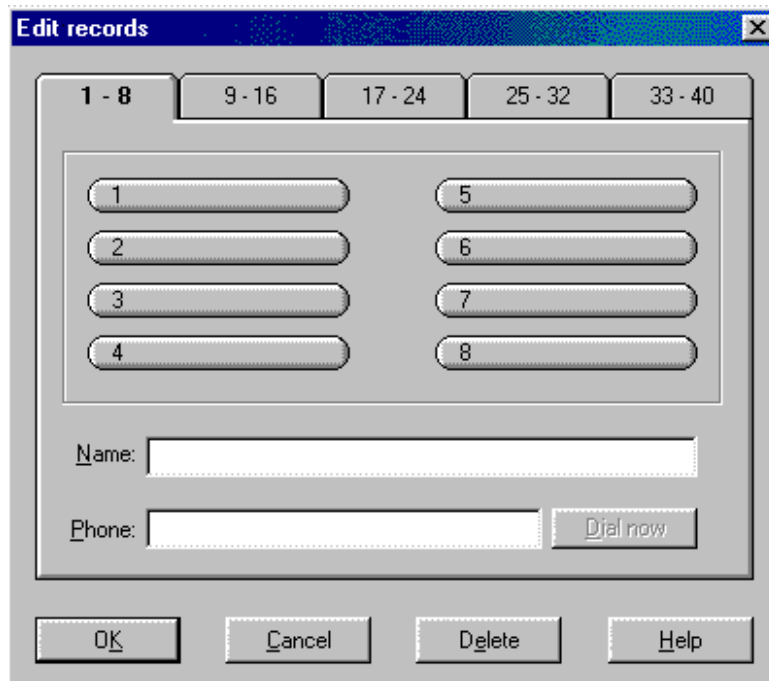 Edit records
1 - 8 9 - 16 17 - 24 25 - 32 33 - 40
1 5
2 6
3 7
4 8
Name:
Phone: Dial now
OK Cancel Delete Help